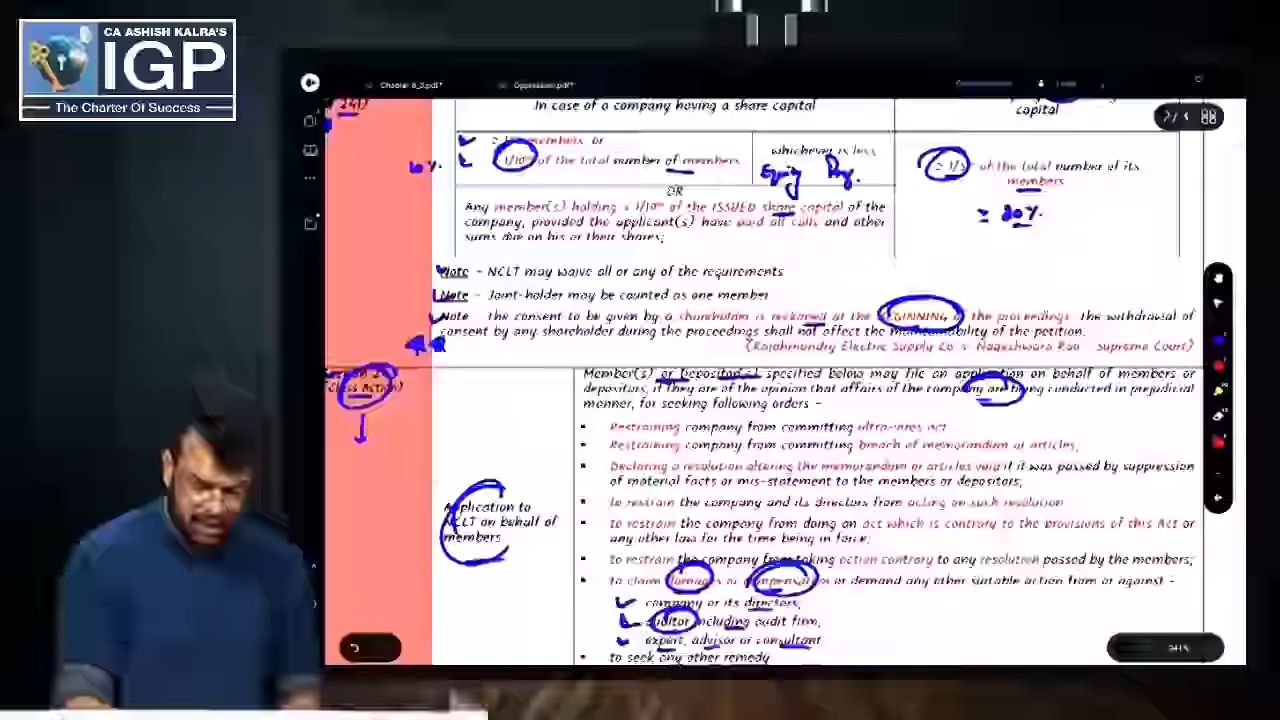 CA ASHISH KALRA'S
IGP
The Charter Of Success
Chapter 6_3.pdf*
Oppression.pdf*
In case of a company having a share capital
capital
members or
1/10th of the total number of members
whichever is less
Equity
10%
of the total number of its
members
20%
OR
Any member(s) holding 1/10th of the ISSUED share capital of the
company, provided the applicant(s) have paid all calls and other
sums due on his or their shares;
Note - NCLT may waive all or any of the requirements
Note - Joint-holder may be counted as one member
Note The consent to be given by a shareholder is reckoned at the BEGINNING of the proceedings. The withdrawal of
consent by any shareholder during the proceedings shall not affect the maintainability of the petition.
(Rajahmundry Electric Supply Co v Nageshwara Rao Supreme Court)
(Class Action)
Member(s) or Depositor(s) specified below may file an application on behalf of members or
depositors, if they are of the opinion that affairs of the company are being conducted in prejudicial
manner, for seeking following orders -
Restraining company from committing ultra-vires act
Restraining company from committing breach of memorandum or articles;
Declaring a resolution altering the memorandum or articles void if it was passed by suppression
of material facts or mis-statement to the members or depositors;
Application to
NCLT on behalf of
members
to restrain the company and its directors from acting on such resolution
to restrain the company from doing an act which is contrary to the provisions of this Act or
any other law for the time being in force;
to restrain the company from taking action contrary to any resolution passed by the members;
to claim damages or compensation or demand any other suitable action from or against -
company or its directors;
auditor including audit firm;
expert, advisor or consultant
to seek any other remedy